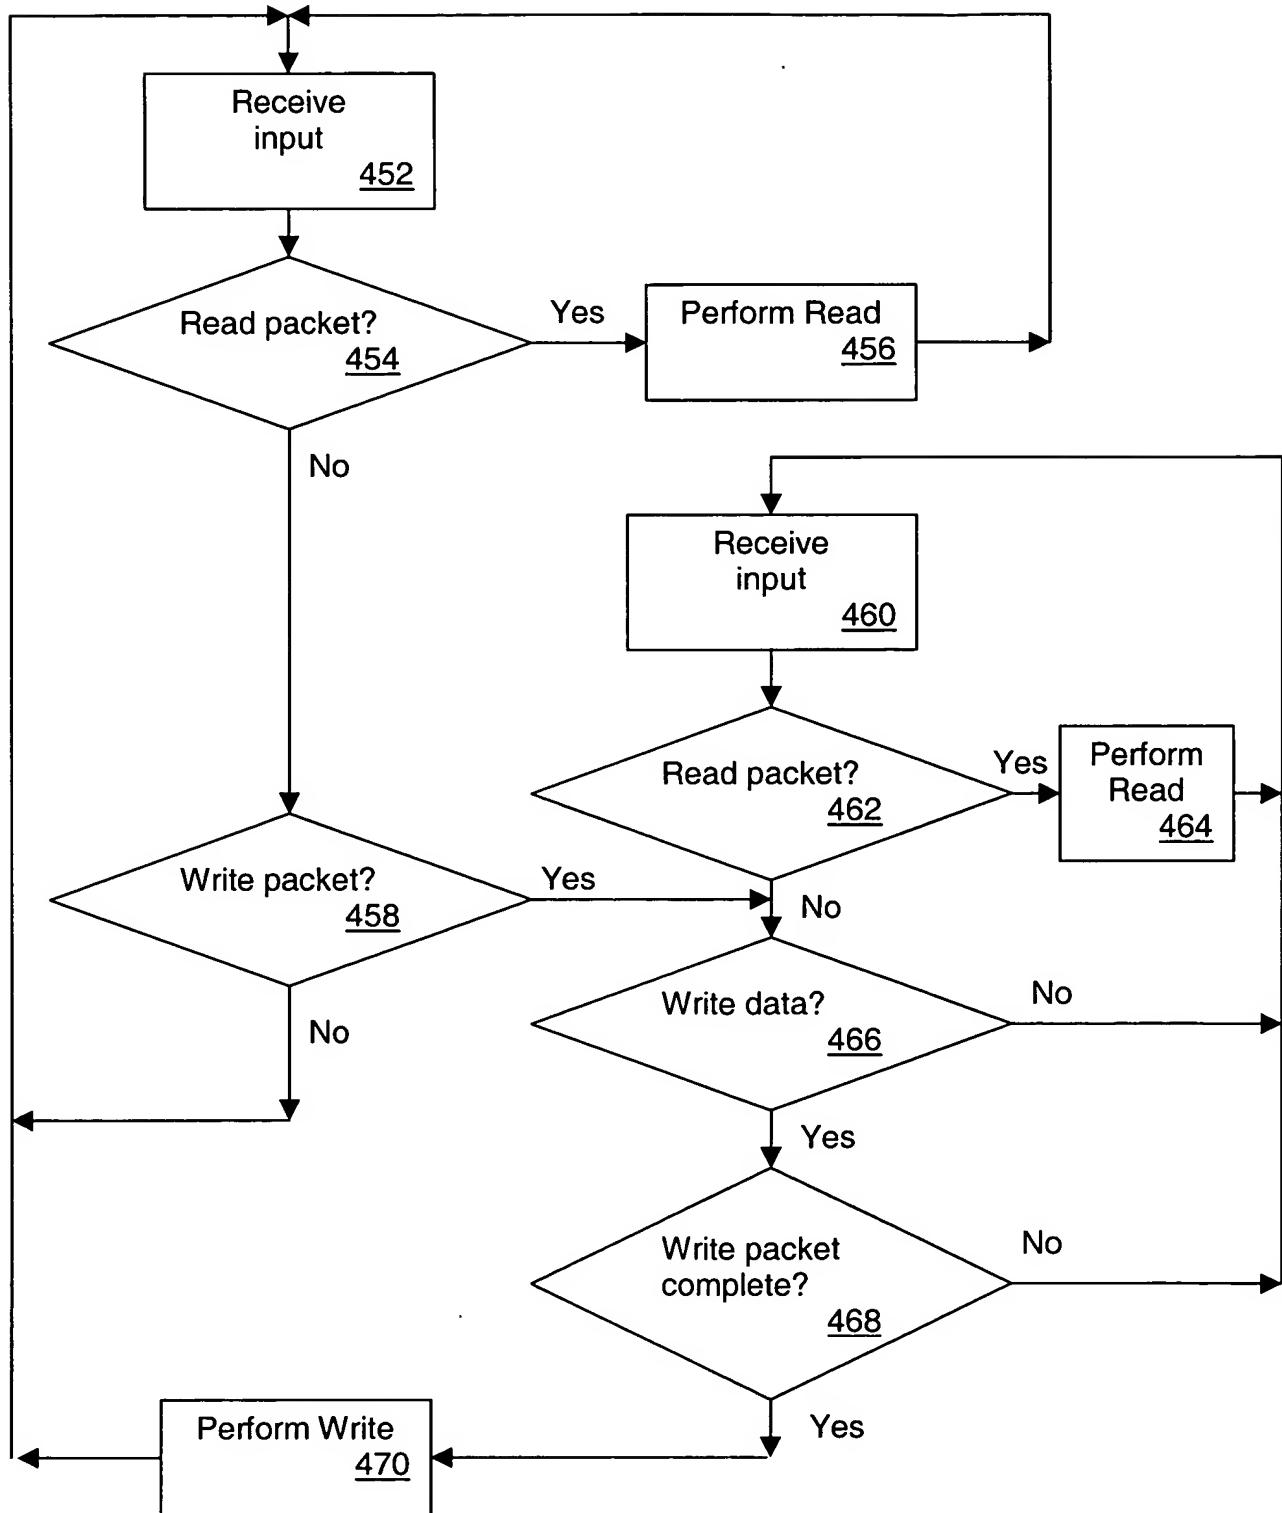 Receive
input
452
Read packet?
454
Yes
Perform Read
456
No
Receive
input
460
Read packet?
462
Yes
Perform
Read
464
Write packet?
458
Yes
No
No
Write data?
466
No
Yes
Write packet
complete?
468
No
Yes
Perform Write
470